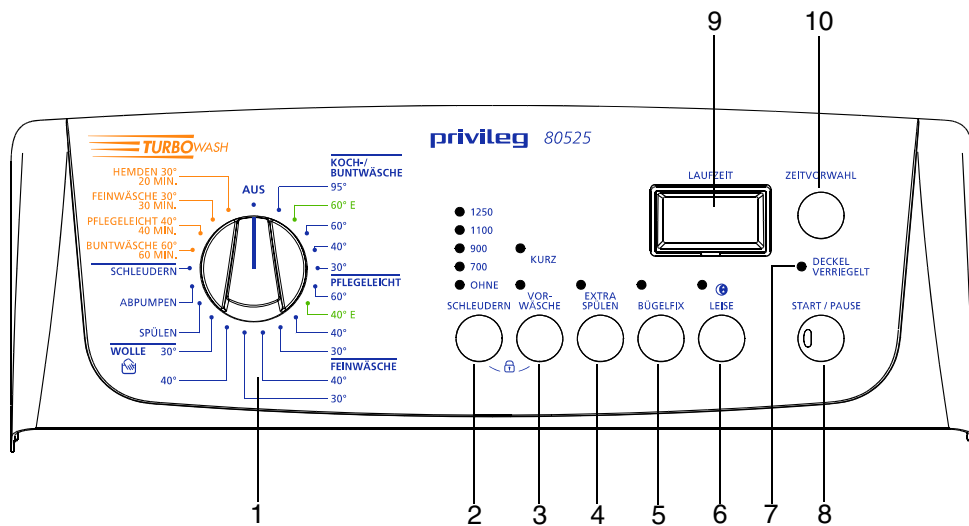 9
10
TURBOWASH
privileg 80525
HEMDEN 30°
20 MIN.
FEINWÄSCHE 30°
30 MIN.
PFLEGELEICHT 40°
40 MIN.
BUNTWÄSCHE 60°
60 MIN.
SCHLEUDERN
ABPUMPEN
SPÜLEN
WOLLE 30°
40°
AUS
KOCH-/
BUNTWÄSCHE
95°
60° E
60°
40°
30°
PFLEGELEICHT
60°
40° E
40°
30°
FEINWÄSCHE
40°
30°
1250
1100
900
700
OHNE
KURZ
SCHLEUDERN
VOR-
WÄSCHE
EXTRA
SPÜLEN
BÜGELFIX
LEISE
LAUFZEIT
ZEITVORWAHL
DECKEL
VERRIEGELT
START / PAUSE
1
2
3
4
5
6
7
8